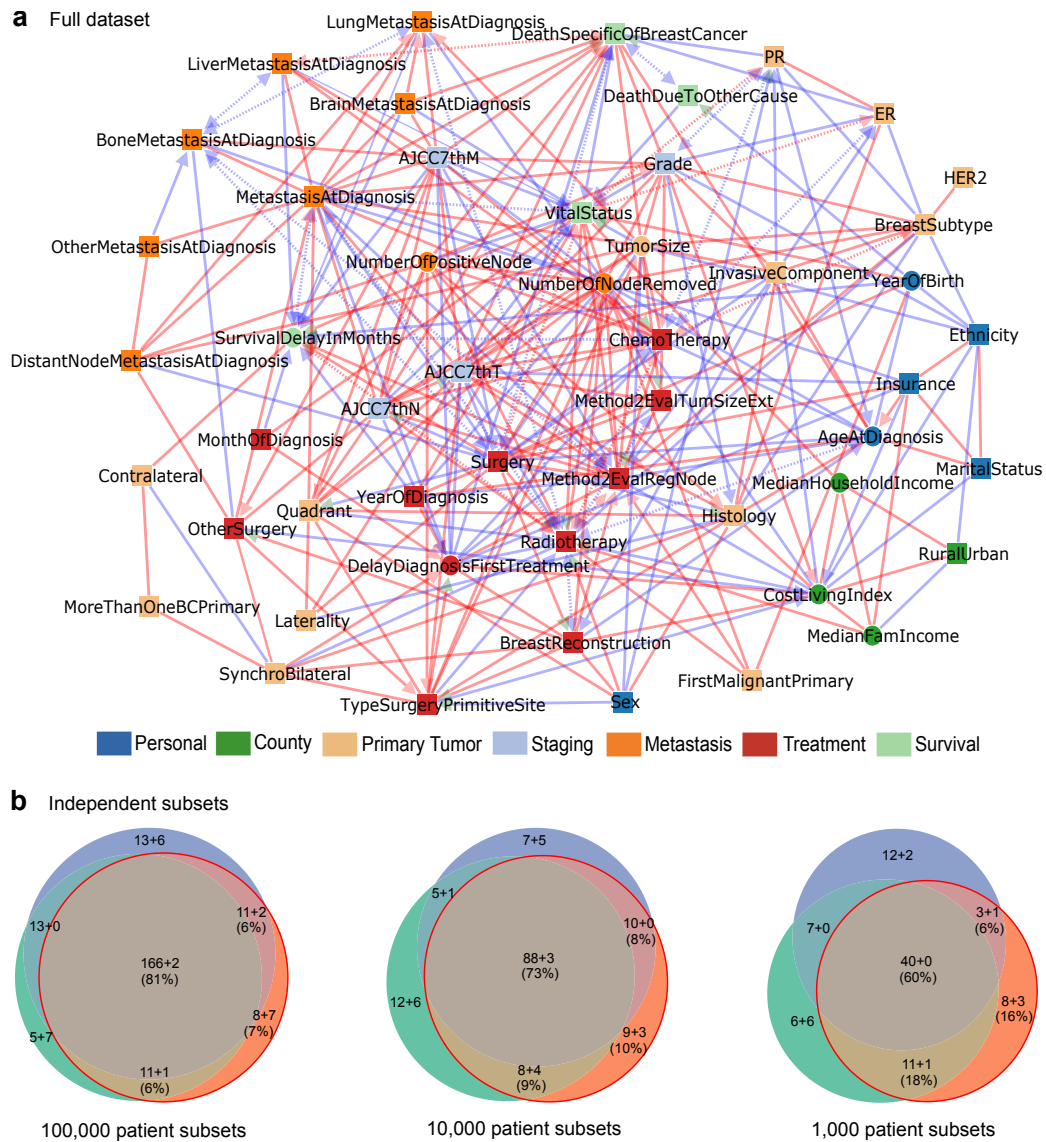 a Full dataset
LungMetastasisAtDiagnosis
DeathSpecificOfBreastCancer
PR
LiverMetastasisAtDiagnosis
DeathDueToOtherCause
BrainMetastasisAtDiagnosis
ER
BoneMetastasisAtDiagnosis
AJCC7thM
Grade
HER2
MetastasisAtDiagnosis
VitalStatus
BreastSubtype
OtherMetastasisAtDiagnosis
TumorSize
NumberOfPositiveNode
InvasiveComponent
YearOfBirth
NumberOfNodeRemoved
SurvivalDelayInMonths
ChemoTherapy
Ethnicity
DistantNodeMetastasisAtDiagnosis
AJCC7thT
Insurance
AJCC7thN
Method2EvalTumSizeExt
MonthOfDiagnosis
AgeAtDiagnosis
Surgery
MaritalStatus
Contralateral
Method2EvalRegNode
MedianHouseholdIncome
YearOfDiagnosis
Quadrant
Histology
OtherSurgery
Radiotherapy
RuralUrban
DelayDiagnosisFirstTreatment
CostLivingIndex
MoreThanOneBCPrimary
Laterality
MedianFamIncome
BreastReconstruction
SynchroBilateral
FirstMalignantPrimary
TypeSurgeryPrimitiveSite
Sex
Personal County Primary Tumor Staging Metastasis Treatment Survival
b Independent subsets
13+6
13+0
11+2
(6%)
166+2
(81%)
8+7
(7%)
5+7
11+1
(6%)
100,000 patient subsets
7+5
5+1
10+0
(8%)
88+3
(73%)
12+6
9+3
(10%)
8+4
(9%)
10,000 patient subsets
12+2
3+1
(6%)
7+0
40+0
(60%)
8+3
(16%)
6+6
11+1
(18%)
1,000 patient subsets